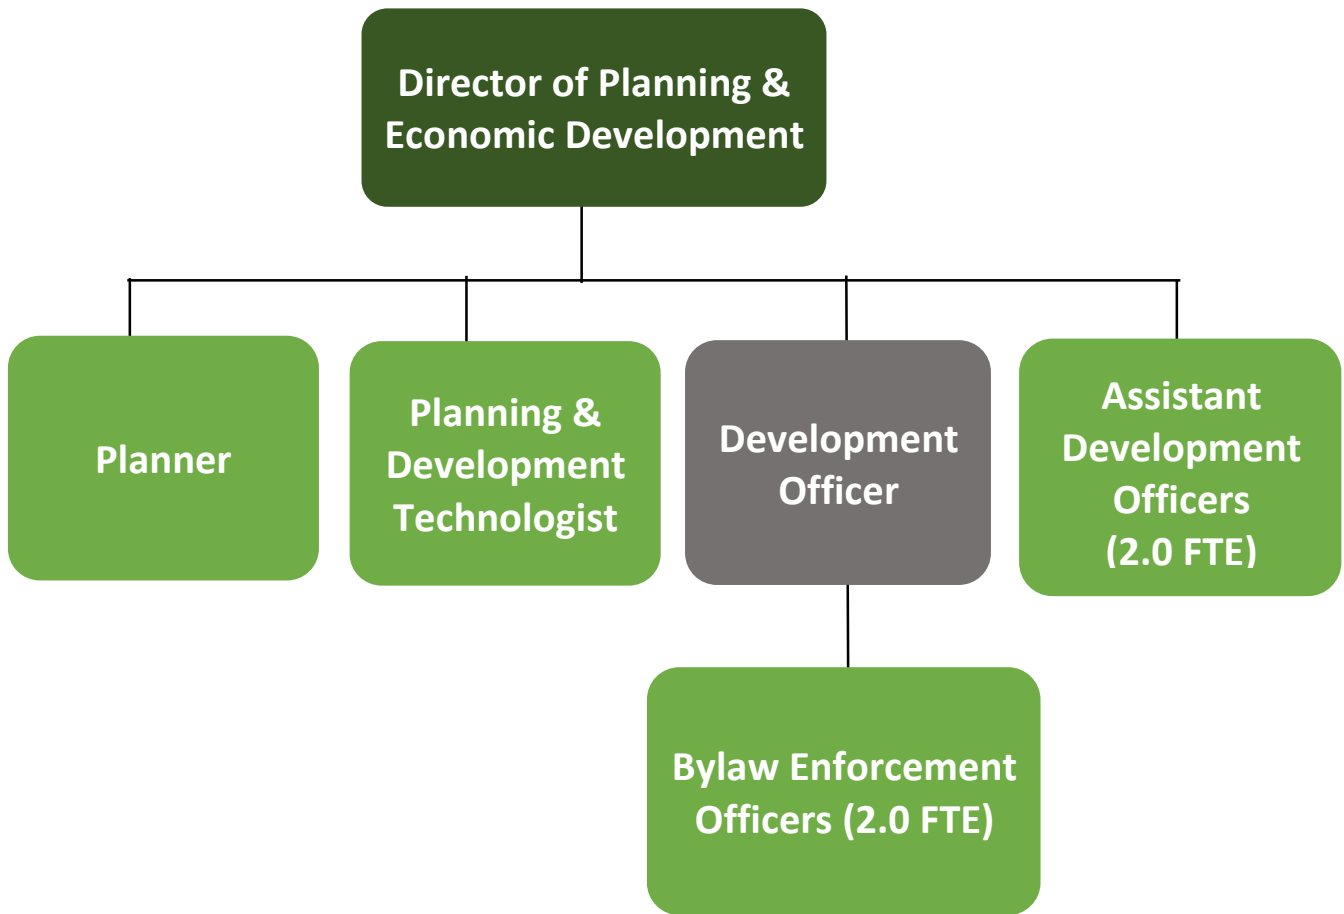 Director of Planning &
Economic Development
Planner
Planning &
Development
Technologist
Development
Officer
Assistant
Development
Officers
(2.0 FTE)
Bylaw Enforcement
Officers (2.0 FTE)